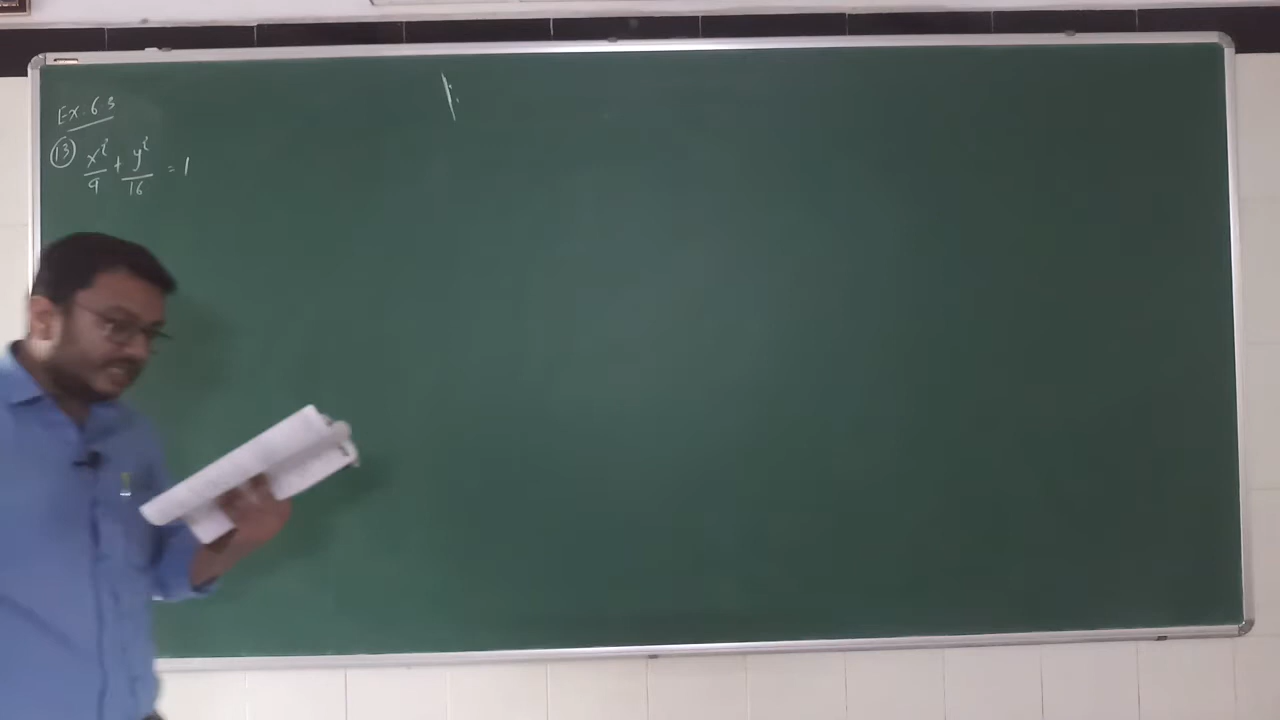 Ex. 6.3
(13) x²/9 + y²/16 = 1